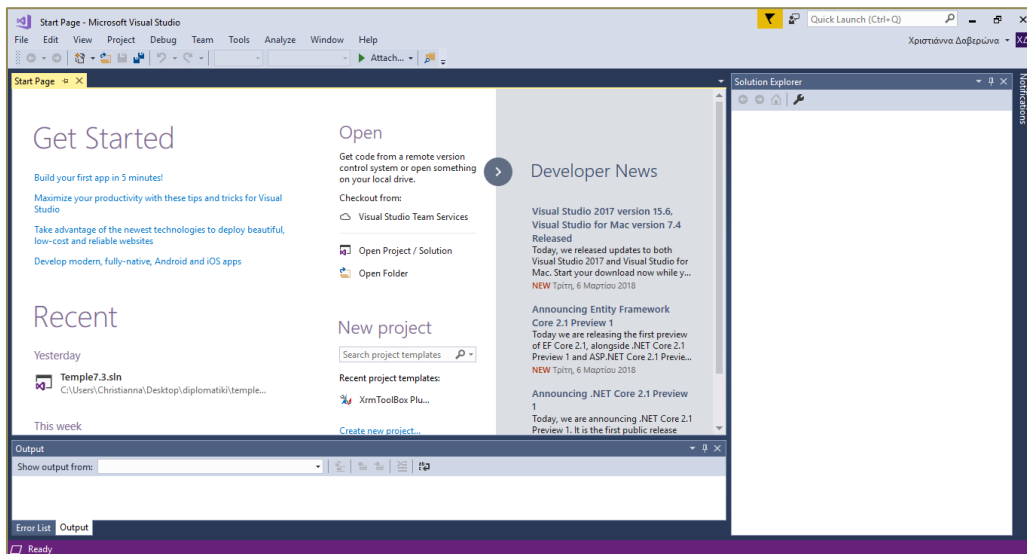 Start Page - Microsoft Visual Studio
Quick Launch (Ctrl+Q)
File Edit View Project Debug Team Tools Analyze Window Help
Χριστιάννα Δαβερώνα
ΧΔ
Attach...
Start Page
Get Started
Build your first app in 5 minutes!
Maximize your productivity with these tips and tricks for Visual
Studio
Take advantage of the newest technologies to deploy beautiful,
low-cost and reliable websites
Develop modern, fully-native, Android and iOS apps
Recent
Yesterday
Temple7.3.sln
C:\Users\Christianna\Desktop\diplomatiki\temple...
This week
Open
Get code from a remote version
control system or open something
on your local drive.
Checkout from:
Visual Studio Team Services
Open Project / Solution
Open Folder
New project
Search project templates
Recent project templates:
XrmToolBox Plu...
Create new project...
Developer News
Visual Studio 2017 version 15.6,
Visual Studio for Mac version 7.4
Released
Today, we released updates to both
Visual Studio 2017 and Visual Studio for
Mac. Start your download now while y...
NEW Τρίτη, 6 Μαρτίου 2018
Announcing Entity Framework
Core 2.1 Preview 1
Today we are releasing the first preview
of EF Core 2.1, alongside .NET Core 2.1
Preview 1 and ASP.NET Core 2.1 Previe...
NEW Τρίτη, 6 Μαρτίου 2018
Announcing .NET Core 2.1 Preview
1
Today, we are announcing .NET Core 2.1
Preview 1. It is the first public release
Solution Explorer
Notifications
Output
Show output from:
Error List Output
Ready